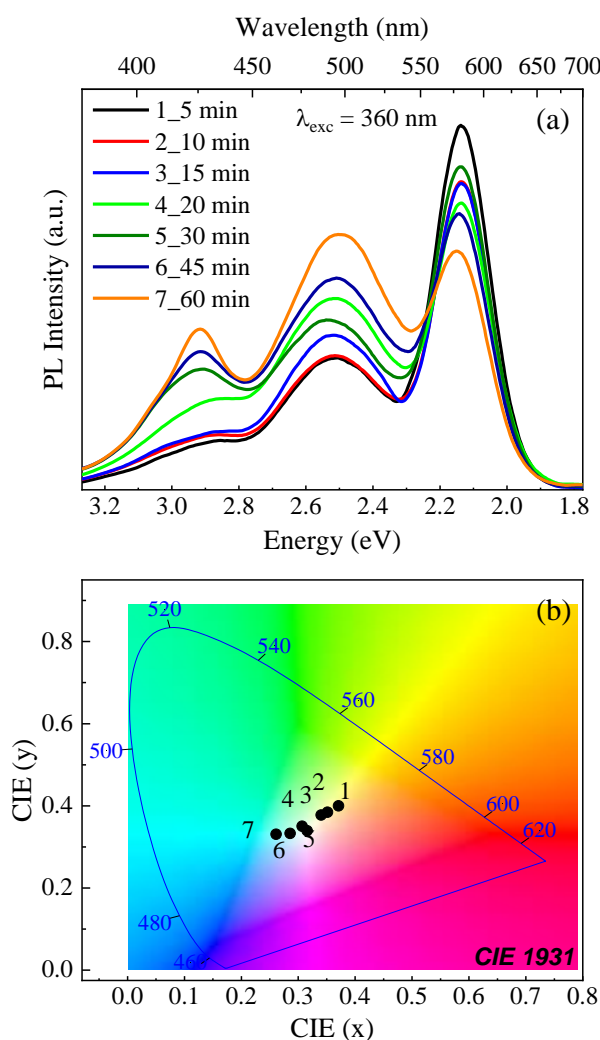 Wavelength (nm)
400 450 500 550 600 650 700
1_5 min
2_10 min
3_15 min
4_20 min
5_30 min
6_45 min
7_60 min
λexc = 360 nm
(a)
PL Intensity (a.u.)
3.2 3.0 2.8 2.6 2.4 2.2 2.0 1.8
Energy (eV)
(b)
520
540
560
580
600
620
500
480
460
1
2
3
4
5
6
7
CIE 1931
0.8
0.6
0.4
0.2
0.0
CIE (y)
0.0 0.1 0.2 0.3 0.4 0.5 0.6 0.7 0.8
CIE (x)